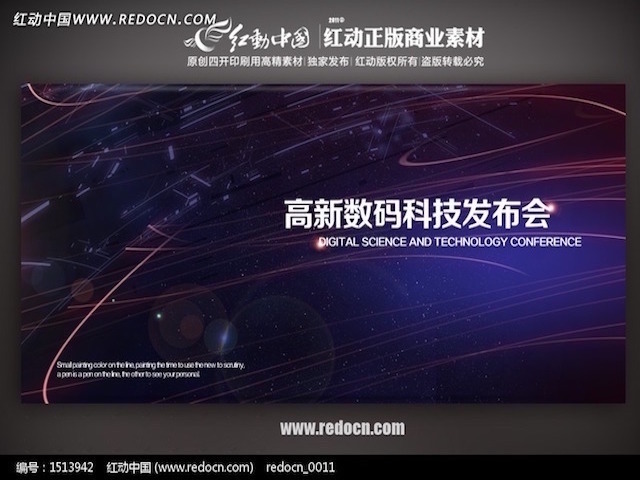 红动中国WWW.REDOCN.COM
红動中国
2011©
红动正版商业素材
原创四开印刷用高精素材|独家发布|红动版权所有|盗版转载必究
高新数码科技发布会
DIGITAL SCIENCE AND TECHNOLOGY CONFERENCE
Small painting color on the line, painting the time to use the new to scrutiny,
a pen is a pen on the line, the other to see your personal.
www.redocn.com
编号：1513942 红动中国 (www.redocn.com) redocn_0011